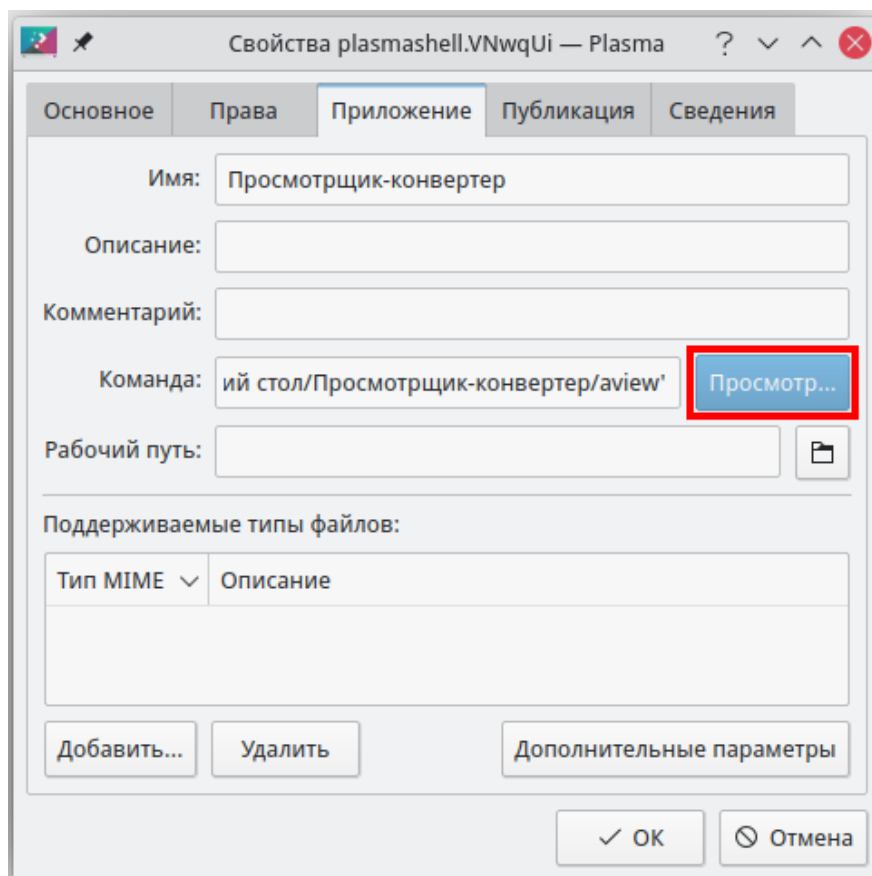 Свойства plasmashell.VNwqUi — Plasma
Основное Права Приложение Публикация Сведения
Имя: Просмотрщик-конвертер
Описание:
Комментарий:
Команда: ий стол/Просмотрщик-конвертер/aview' Просмотр...
Рабочий путь:
Поддерживаемые типы файлов:
Тип MIME Описание
Добавить... Удалить Дополнительные параметры
ОК Отмена